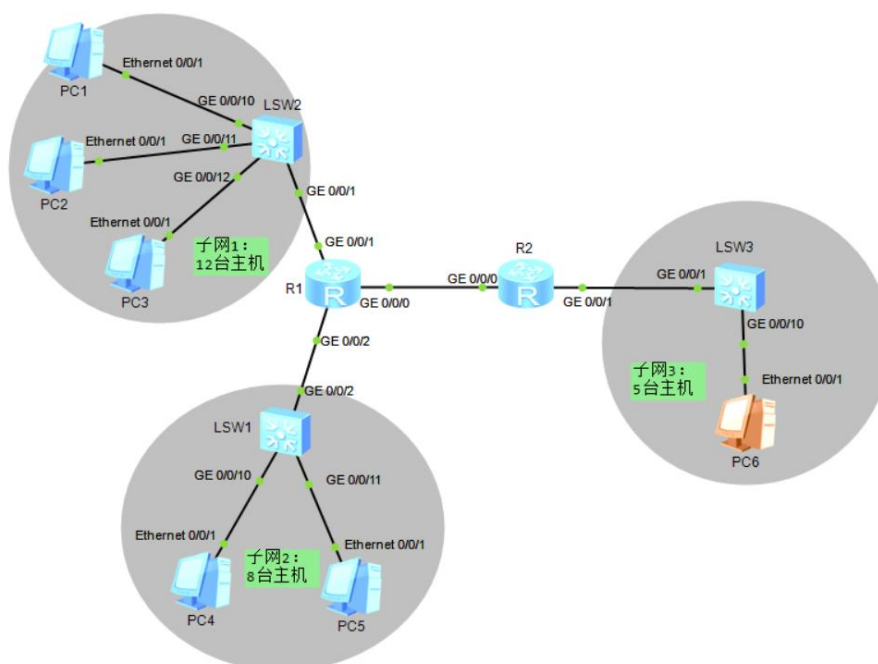 Ethernet 0/0/1
PC1
GE 0/0/10
LSW2
Ethernet 0/0/1
GE 0/0/11
PC2
GE 0/0/12
Ethernet 0/0/1
PC3
子网1:
12台主机
GE 0/0/1
GE 0/0/1
R1
R
GE 0/0/0
GE 0/0/2
R2
GE 0/0/0
R
GE 0/0/1
LSW3
GE 0/0/1
GE 0/0/10
子网3:
5台主机
Ethernet 0/0/1
PC6
GE 0/0/2
LSW1
GE 0/0/10
GE 0/0/11
Ethernet 0/0/1
子网2:
8台主机
Ethernet 0/0/1
PC4
PC5